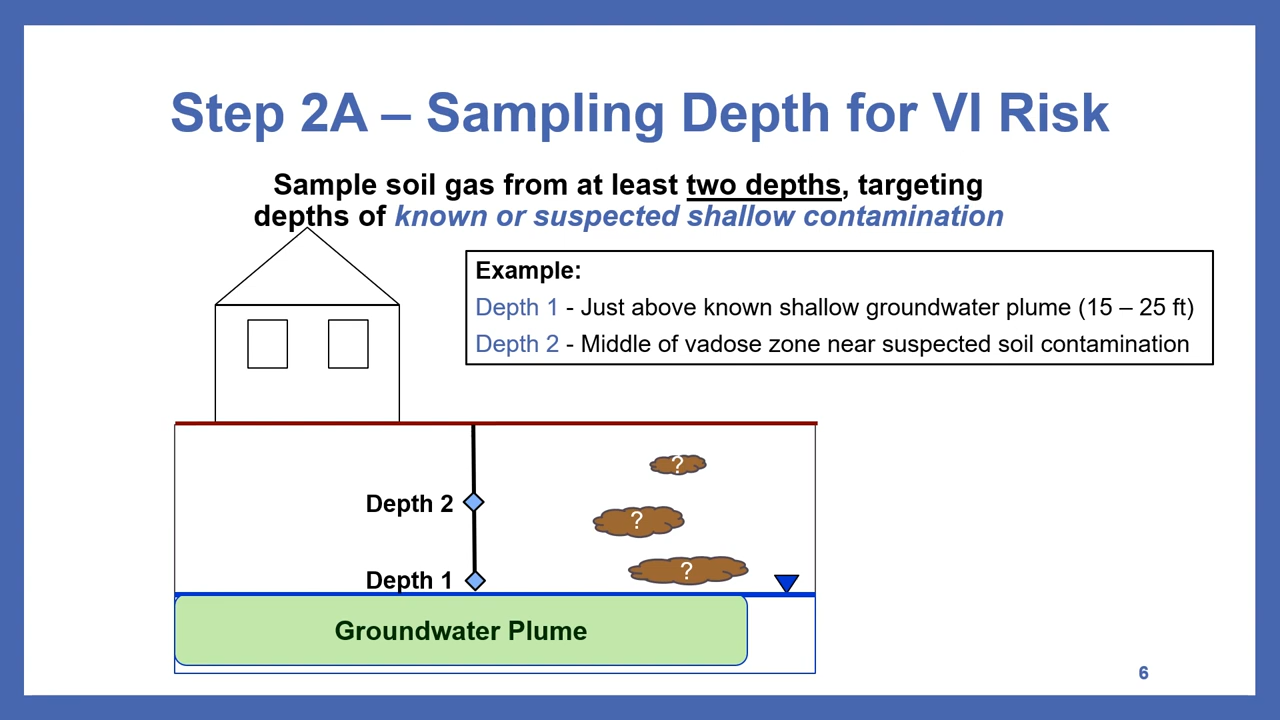 Step 2A – Sampling Depth for VI Risk
Sample soil gas from at least two depths, targeting
depths of known or suspected shallow contamination
Example:
Depth 1 - Just above known shallow groundwater plume (15 – 25 ft)
Depth 2 - Middle of vadose zone near suspected soil contamination
?
Depth 2
?
?
Depth 1
Groundwater Plume
6